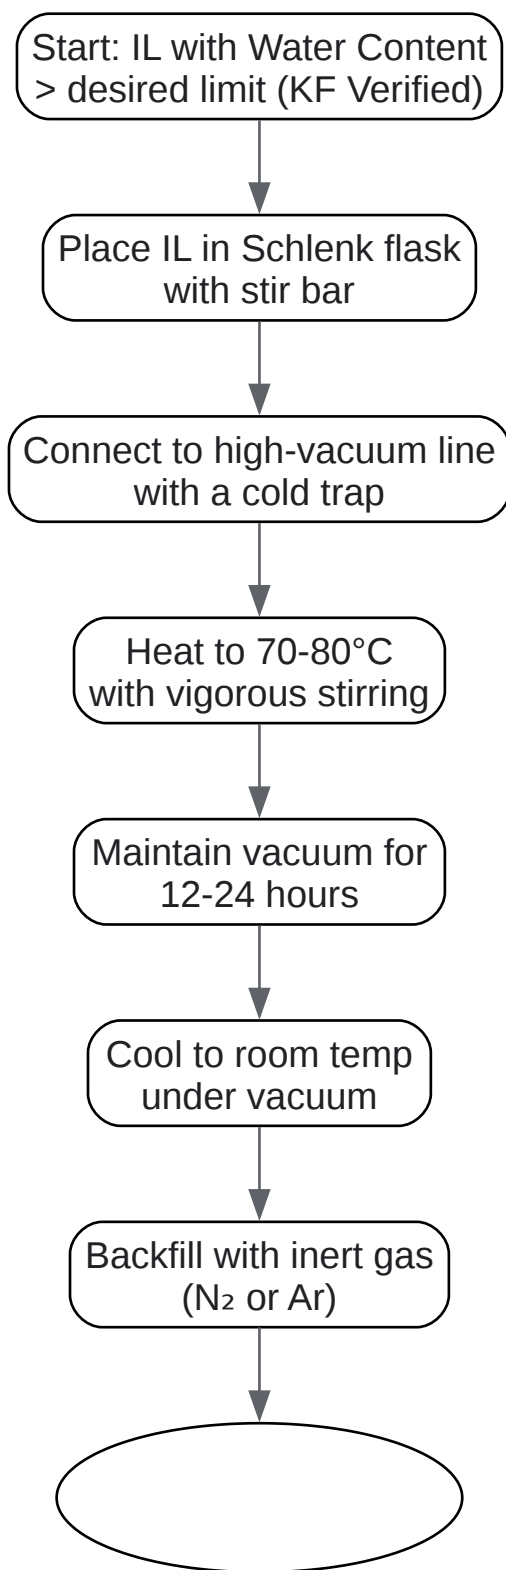 Start: IL with Water Content
> desired limit (KF Verified)
Place IL in Schlenk flask
with stir bar
Connect to high-vacuum line
with a cold trap
Heat to 70-80°C
with vigorous stirring
Maintain vacuum for
12-24 hours
Cool to room temp
under vacuum
Backfill with inert gas
(N₂ or Ar)